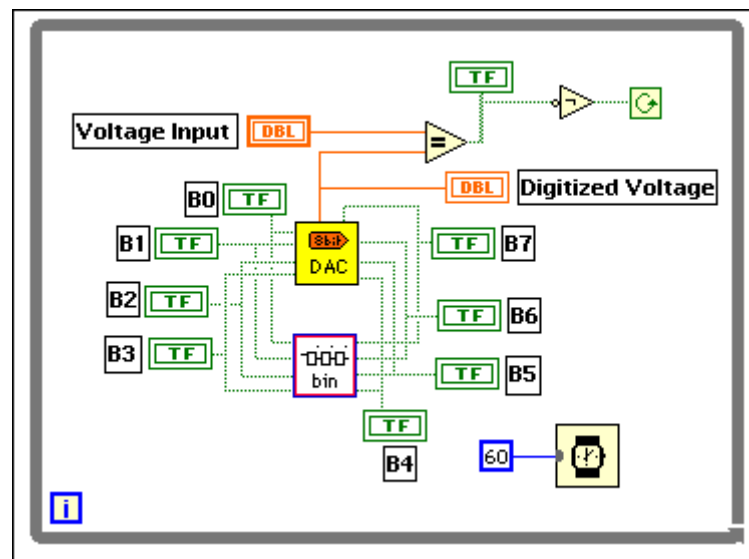 TF
Voltage Input DBL
=
DBL Digitized Voltage
B0 TF
B1 TF
8bit
DAC
TF B7
B2 TF
TF B6
B3 TF
bin
TF B5
TF
B4
60
i